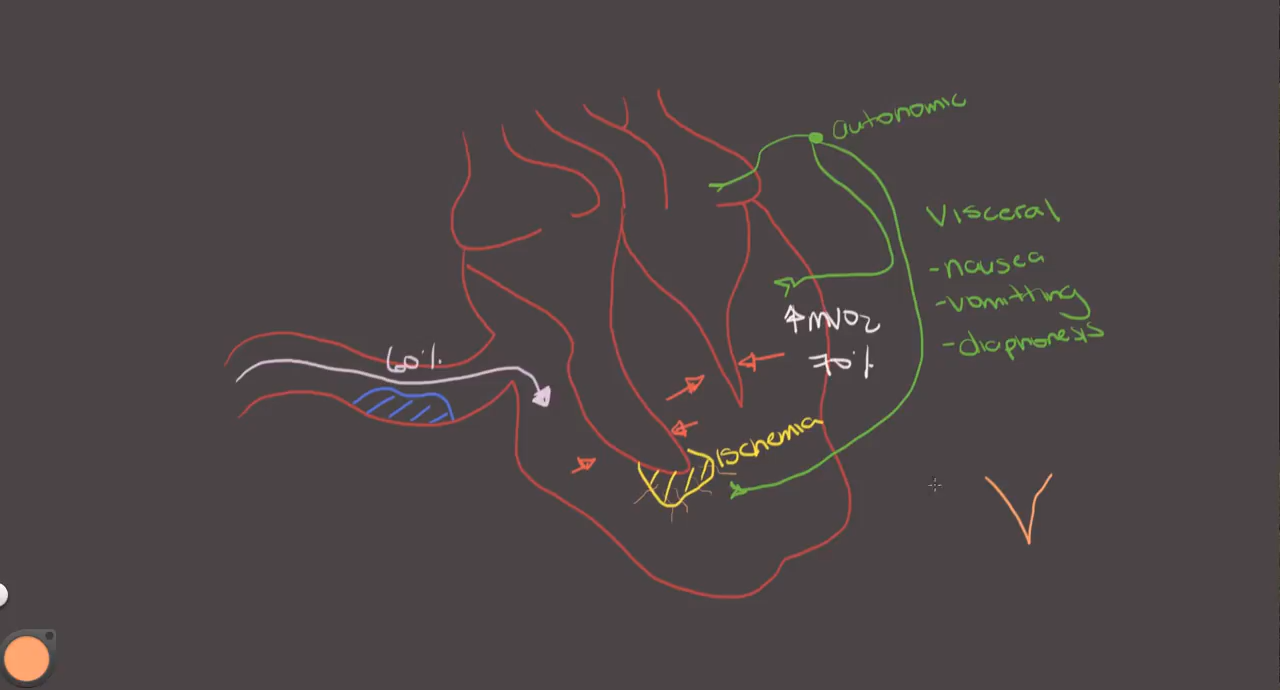 autonomic
Visceral
-nausea
-vomitting
-diaphoresis
↑MVO2
70%
60%
Ischemia
V